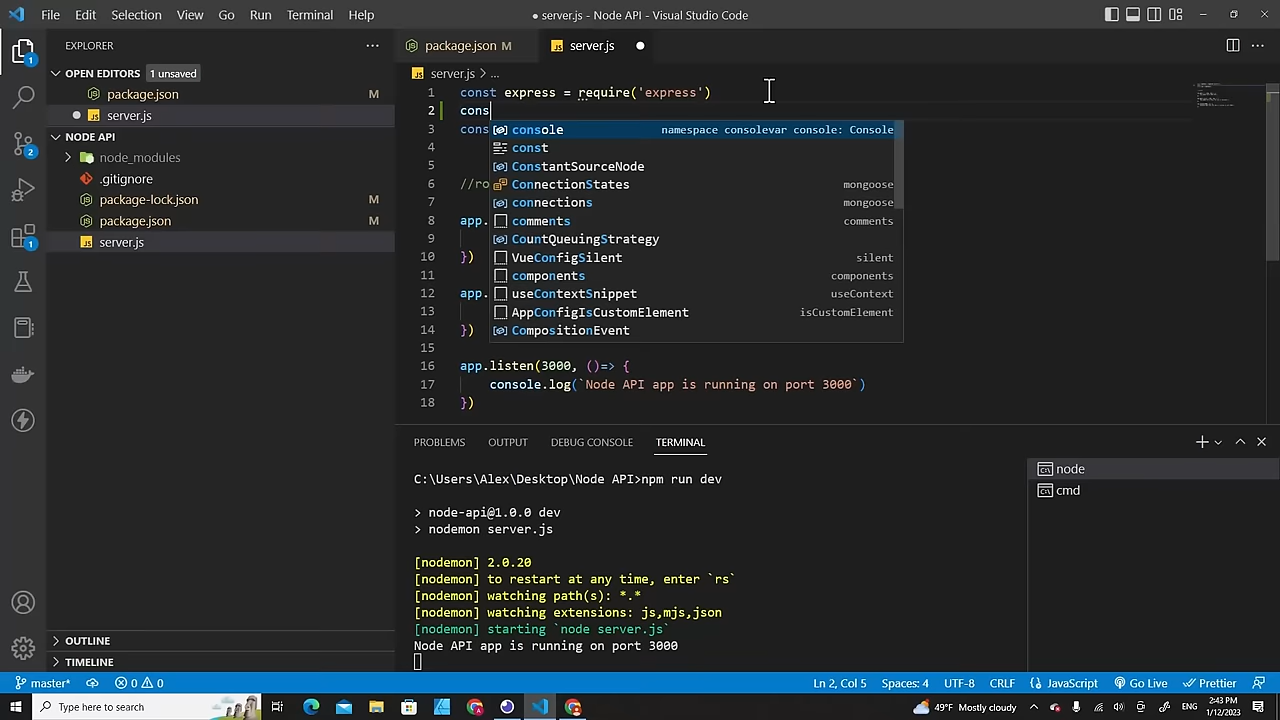 File Edit Selection View Go Run Terminal Help
● server.js - Node API - Visual Studio Code
EXPLORER
OPEN EDITORS 1 unsaved
package.json M
server.js
NODE API
node_modules
.gitignore
package-lock.json M
package.json M
server.js
OUTLINE
TIMELINE
1
2
1
package.json M
server.js
server.js > ...
1 const express = require('express')
2 cons
3 cons
4
5
6 //ro
7
8 app.
9
10 })
11
12 app.
13
14 })
15
16 app.listen(3000, ()=> {
17 console.log(`Node API app is running on port 3000`)
18 })
console namespace consolevar console: Console
const
ConstantSourceNode
ConnectionStates mongoose
connections mongoose
comments comments
CountQueuingStrategy
VueConfigSilent silent
components components
useContextSnippet useContext
AppConfigIsCustomElement isCustomElement
CompositionEvent
PROBLEMS OUTPUT DEBUG CONSOLE TERMINAL
C:\Users\Alex\Desktop\Node API>npm run dev
> node-api@1.0.0 dev
> nodemon server.js
[nodemon] 2.0.20
[nodemon] to restart at any time, enter `rs`
[nodemon] watching path(s): *.*
[nodemon] watching extensions: js,mjs,json
[nodemon] starting `node server.js`
Node API app is running on port 3000
node
cmd
master* 0 0
Ln 2, Col 5 Spaces: 4 UTF-8 CRLF {} JavaScript Go Live Prettier
Type here to search
49°F Mostly cloudy
2:43 PM
1/12/2023